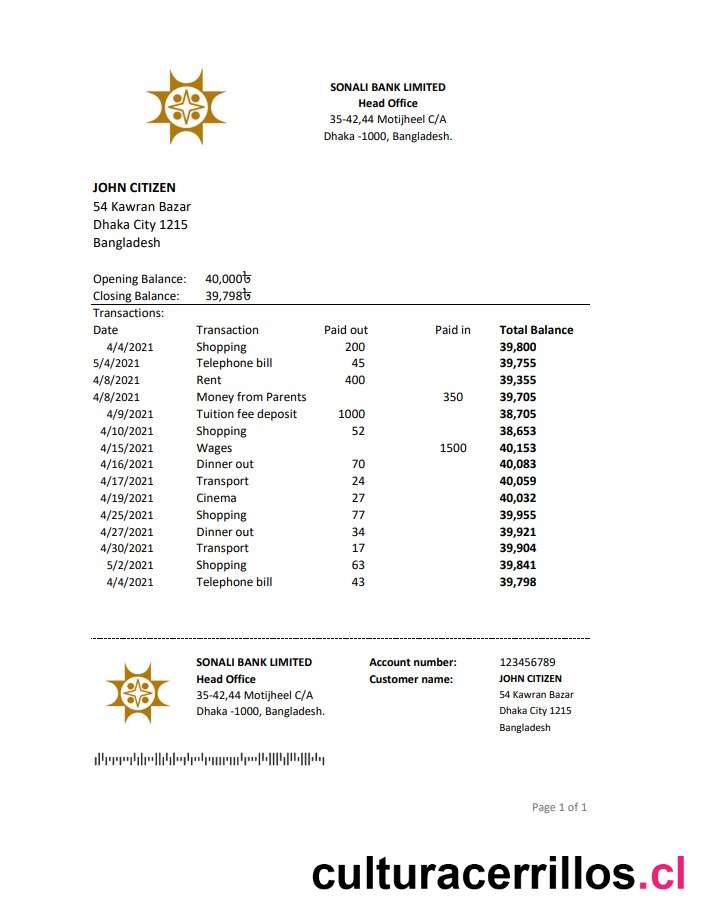 SONALI BANK LIMITED
Head Office
35-42,44 Motijheel C/A
Dhaka -1000, Bangladesh.
JOHN CITIZEN
54 Kawran Bazar
Dhaka City 1215
Bangladesh
Opening Balance: 40,000৳
Closing Balance: 39,798৳
Transactions:
Date Transaction Paid out Paid in Total Balance
4/4/2021 Shopping 200 39,800
5/4/2021 Telephone bill 45 39,755
4/8/2021 Rent 400 39,355
4/8/2021 Money from Parents 350 39,705
4/9/2021 Tuition fee deposit 1000 38,705
4/10/2021 Shopping 52 38,653
4/15/2021 Wages 1500 40,153
4/16/2021 Dinner out 70 40,083
4/17/2021 Transport 24 40,059
4/19/2021 Cinema 27 40,032
4/25/2021 Shopping 77 39,955
4/27/2021 Dinner out 34 39,921
4/30/2021 Transport 17 39,904
5/2/2021 Shopping 63 39,841
4/4/2021 Telephone bill 43 39,798
SONALI BANK LIMITED Account number: 123456789
Head Office Customer name: JOHN CITIZEN
35-42,44 Motijheel C/A 54 Kawran Bazar
Dhaka -1000, Bangladesh. Dhaka City 1215
Bangladesh
Page 1 of 1
culturacerrillos.cl